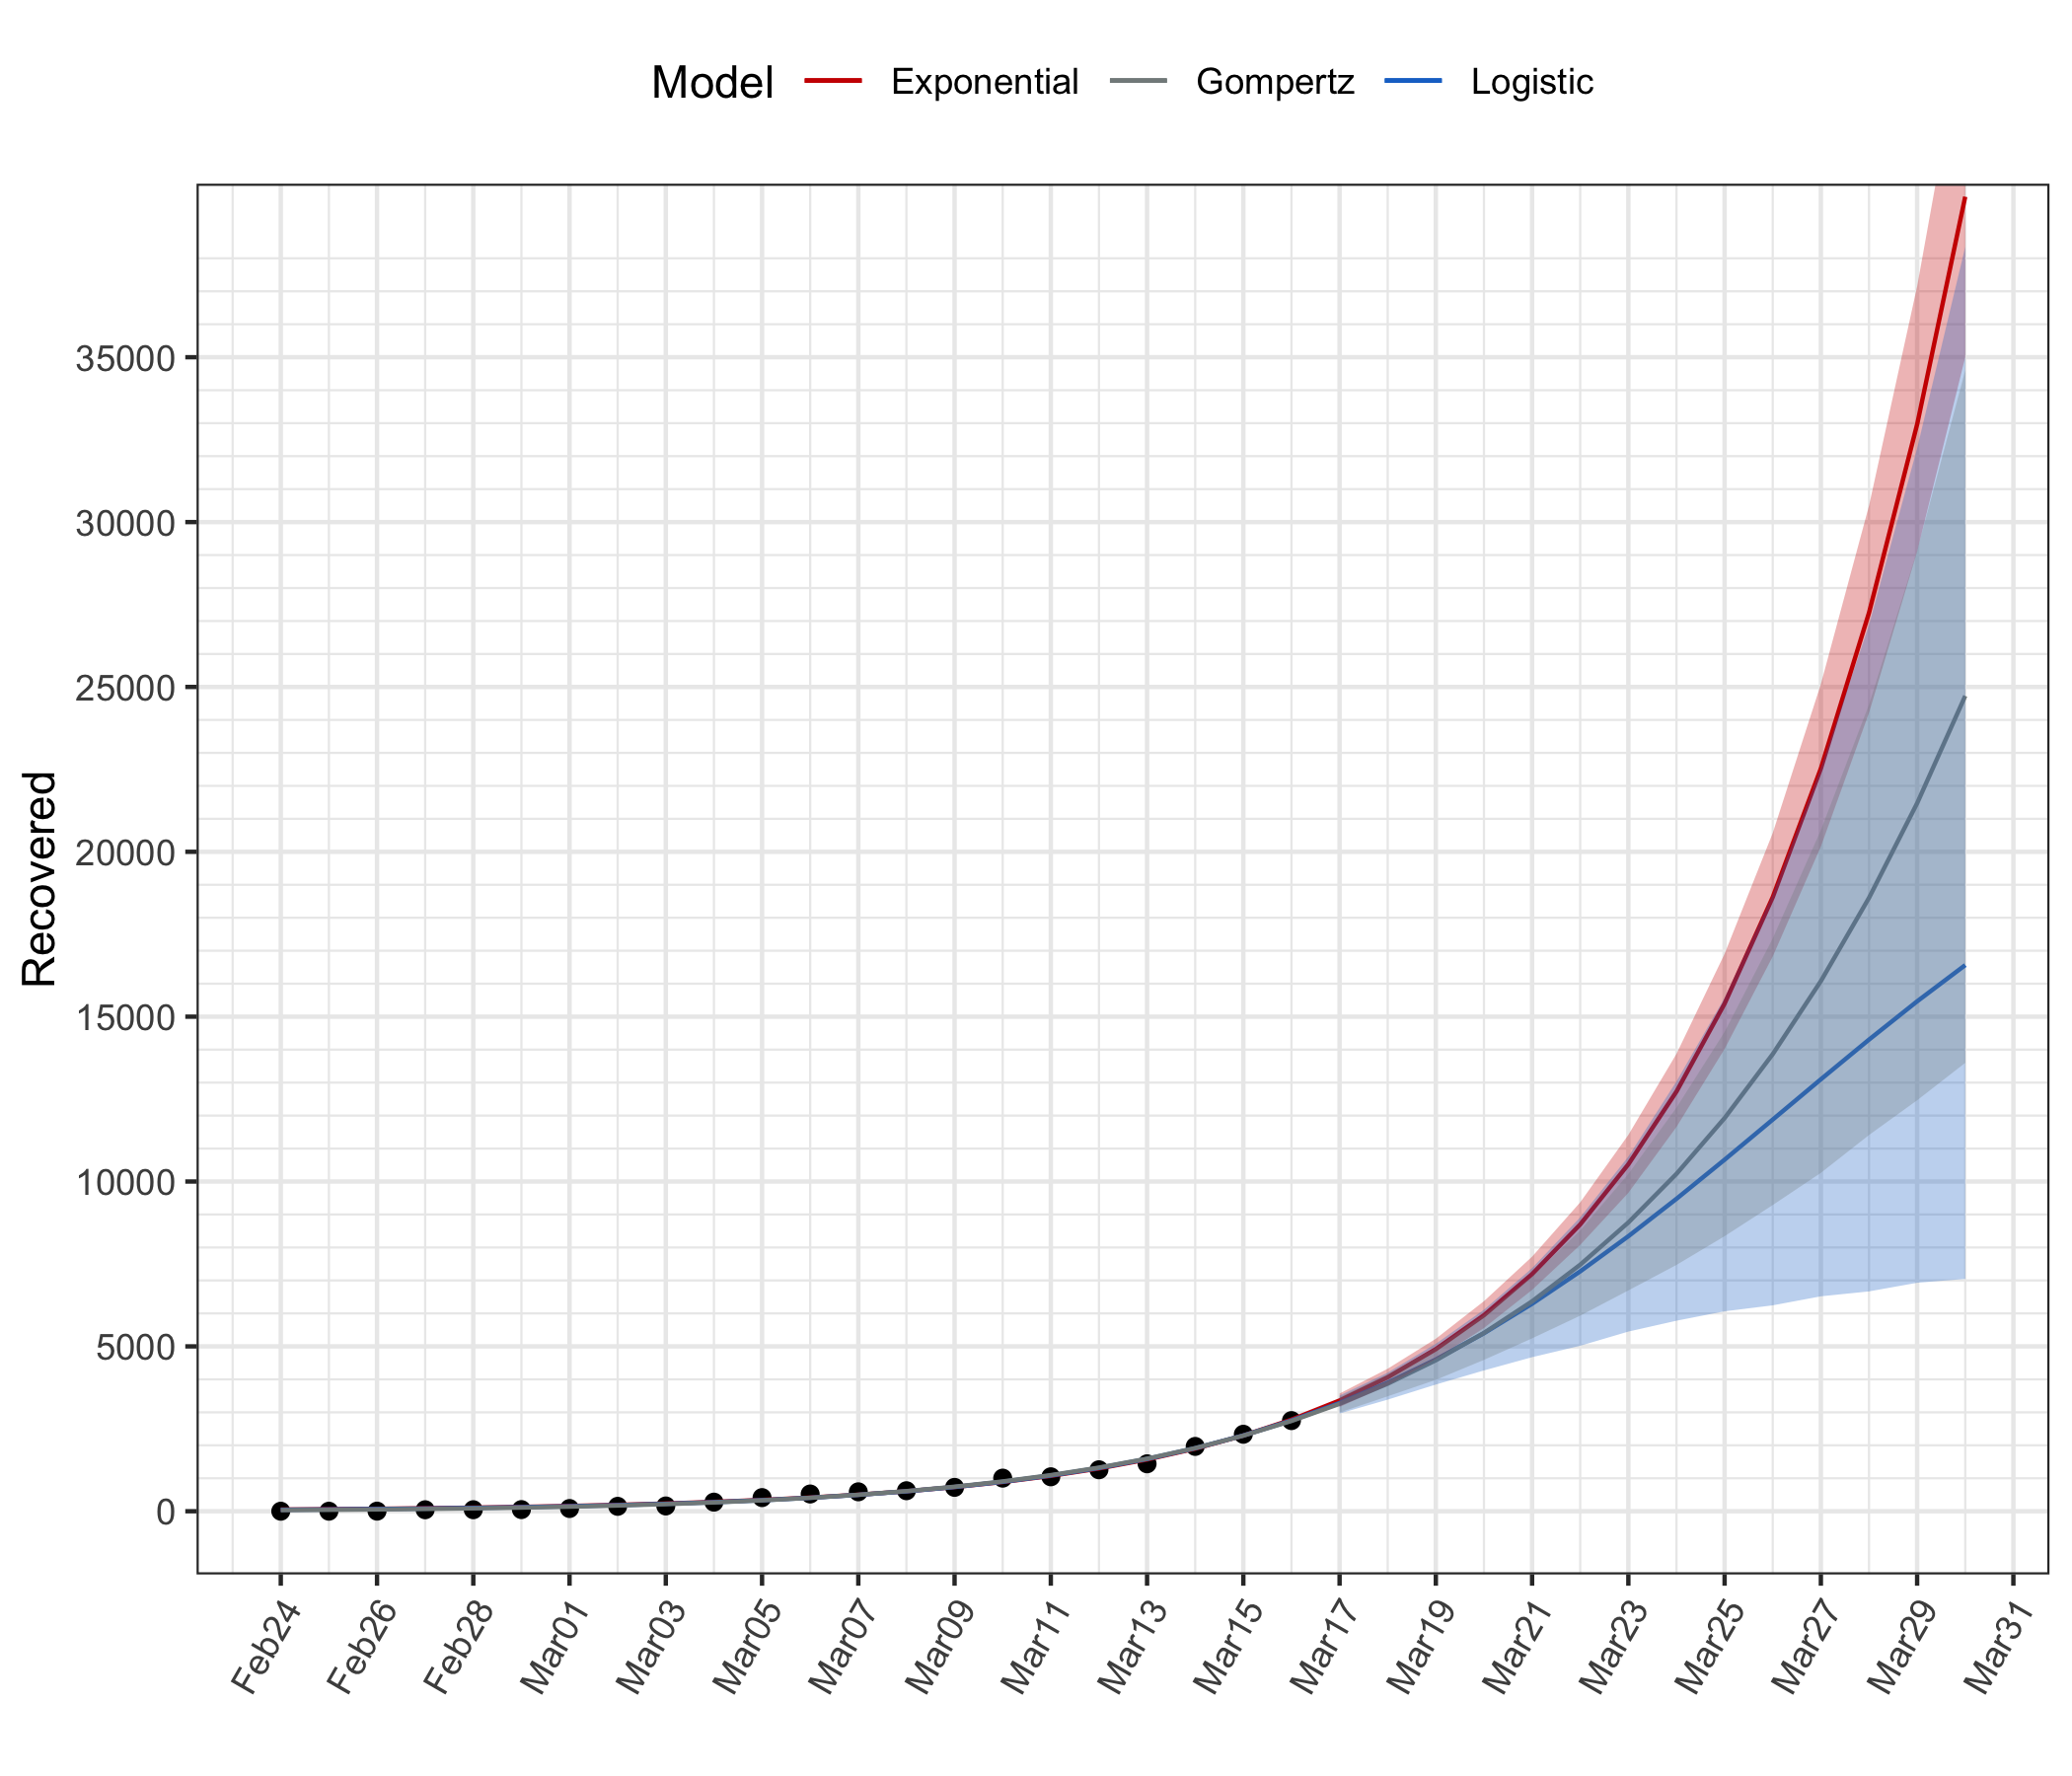 Model Exponential Gompertz Logistic
Recovered
35000
30000
25000
20000
15000
10000
5000
0
Feb24 Feb26 Feb28 Mar01 Mar03 Mar05 Mar07 Mar09 Mar11 Mar13 Mar15 Mar17 Mar19 Mar21 Mar23 Mar25 Mar27 Mar29 Mar31